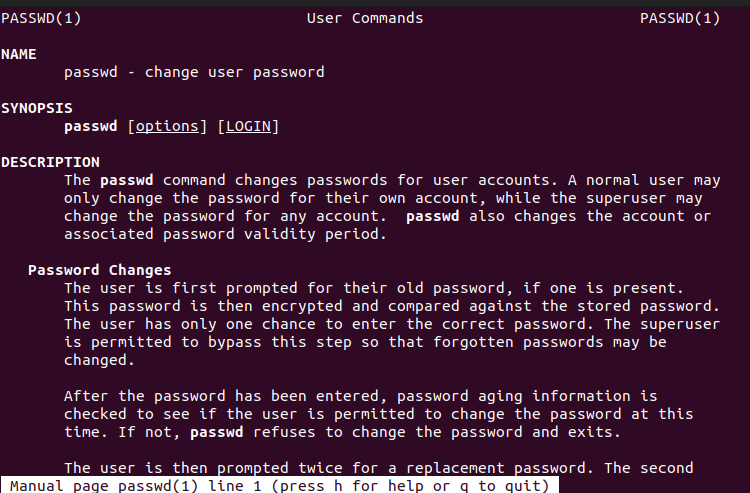 PASSWD(1) User Commands PASSWD(1)
NAME
passwd - change user password
SYNOPSIS
passwd [options] [LOGIN]
DESCRIPTION
The passwd command changes passwords for user accounts. A normal user may
only change the password for their own account, while the superuser may
change the password for any account. passwd also changes the account or
associated password validity period.
Password Changes
The user is first prompted for their old password, if one is present.
This password is then encrypted and compared against the stored password.
The user has only one chance to enter the correct password. The superuser
is permitted to bypass this step so that forgotten passwords may be
changed.
After the password has been entered, password aging information is
checked to see if the user is permitted to change the password at this
time. If not, passwd refuses to change the password and exits.
The user is then prompted twice for a replacement password. The second
Manual page passwd(1) line 1 (press h for help or q to quit)